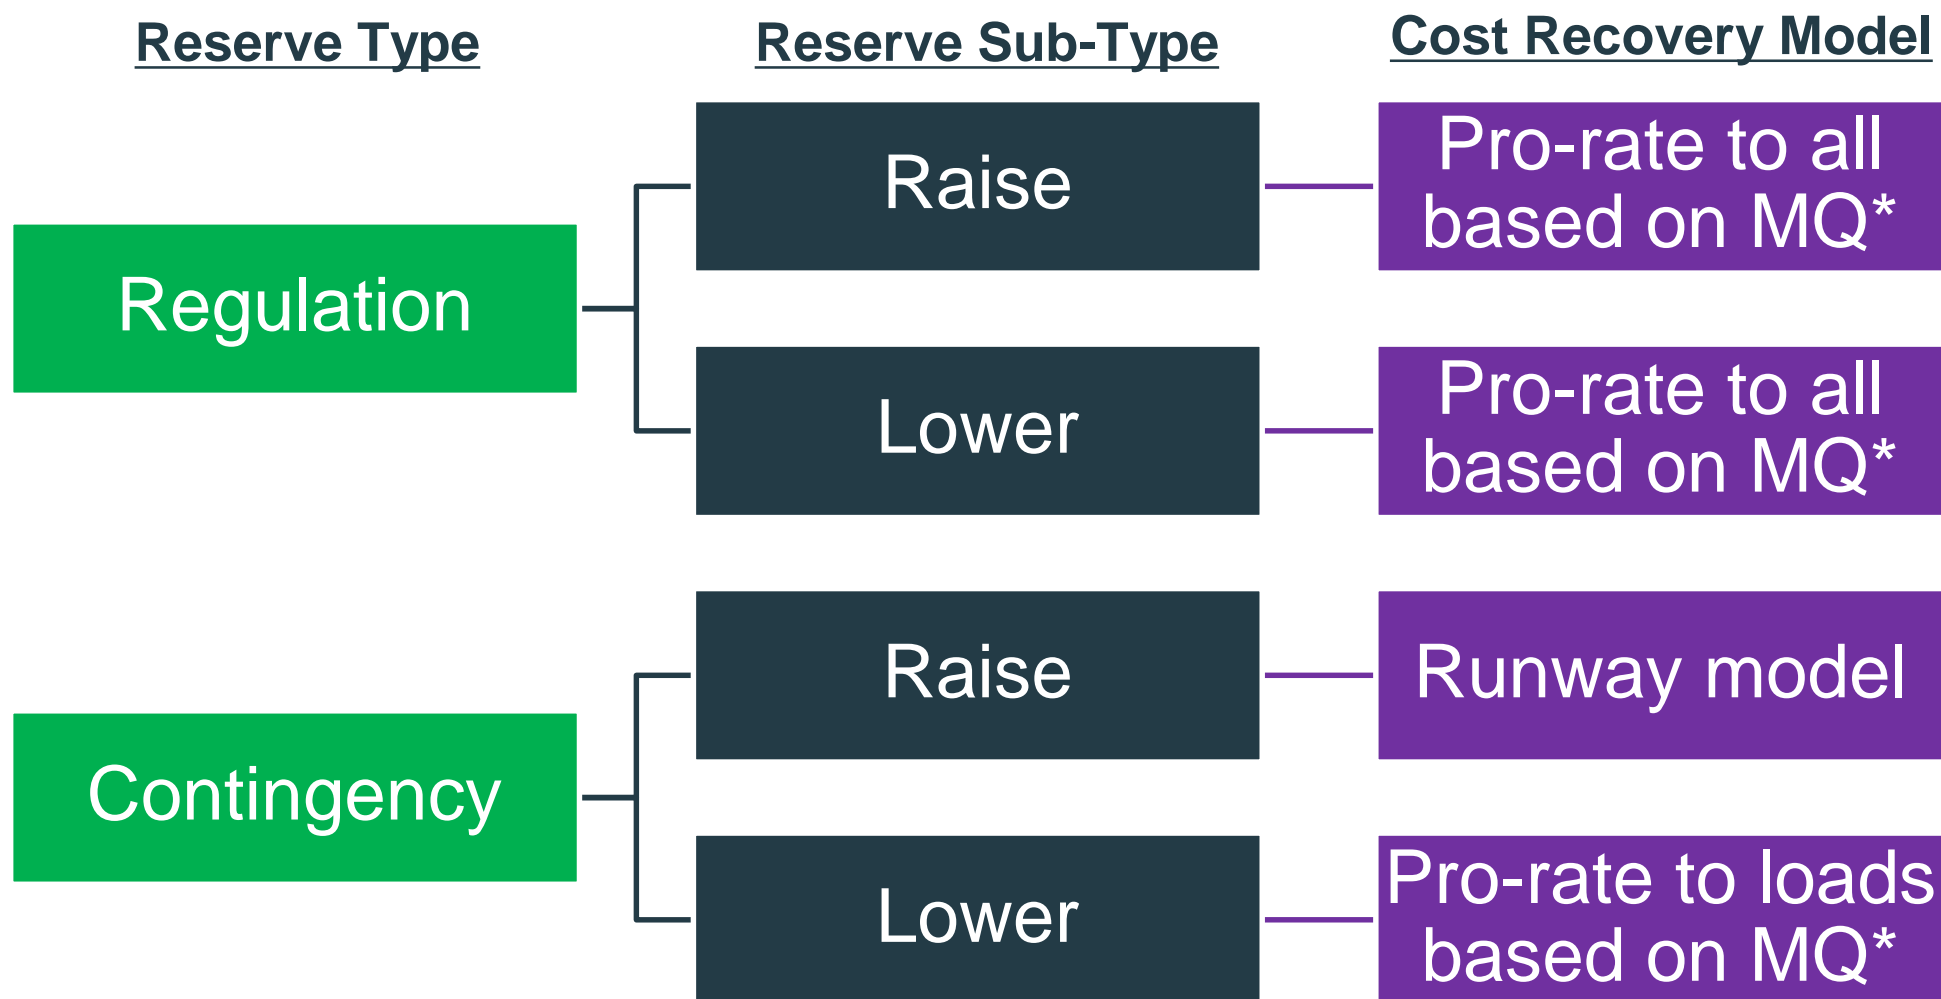 Reserve Type
Reserve Sub-Type
Cost Recovery Model
Regulation
Raise
Pro-rate to all
based on MQ*
Lower
Pro-rate to all
based on MQ*
Contingency
Raise
Runway model
Lower
Pro-rate to loads
based on MQ*